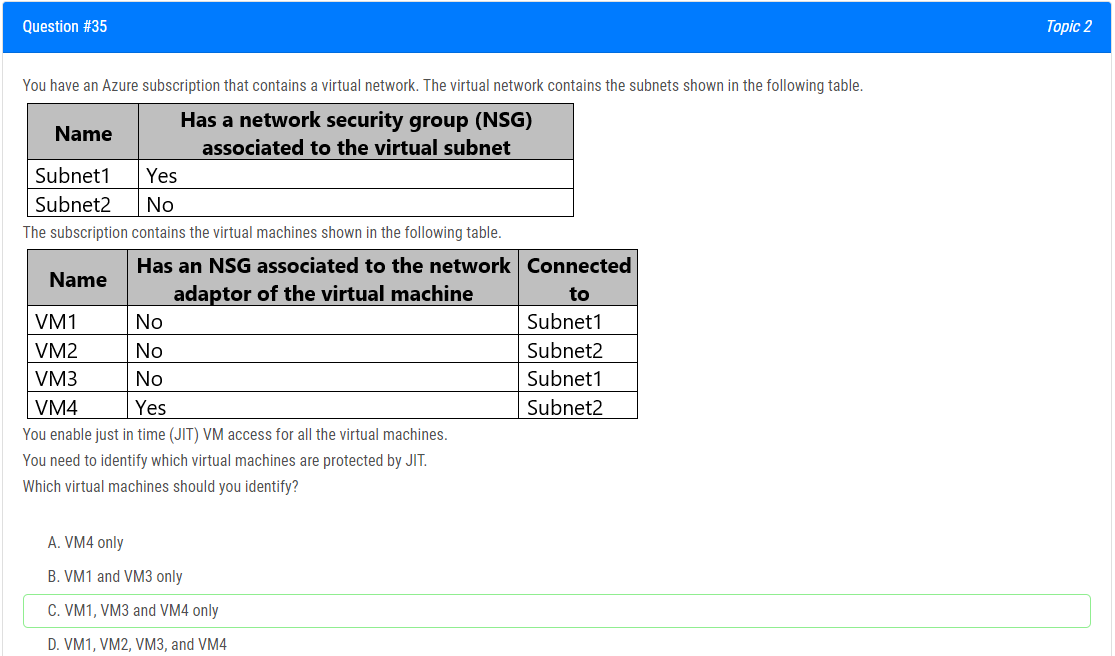 Question #35
Topic 2
You have an Azure subscription that contains a virtual network. The virtual network contains the subnets shown in the following table.
Name
Has a network security group (NSG)
associated to the virtual subnet
Subnet1 Yes
Subnet2 No
The subscription contains the virtual machines shown in the following table.
Name
Has an NSG associated to the network
adaptor of the virtual machine
Connected
to
VM1 No Subnet1
VM2 No Subnet2
VM3 No Subnet1
VM4 Yes Subnet2
You enable just in time (JIT) VM access for all the virtual machines.
You need to identify which virtual machines are protected by JIT.
Which virtual machines should you identify?
A. VM4 only
B. VM1 and VM3 only
C. VM1, VM3 and VM4 only
D. VM1, VM2, VM3, and VM4